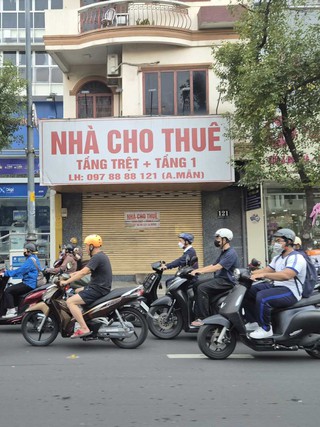 NHÀ CHO THUÊ
TẦNG TRỆT + TẦNG 1
LH: 097 88 88 121 (A.MẪN)
NHÀ CHO THUÊ
121